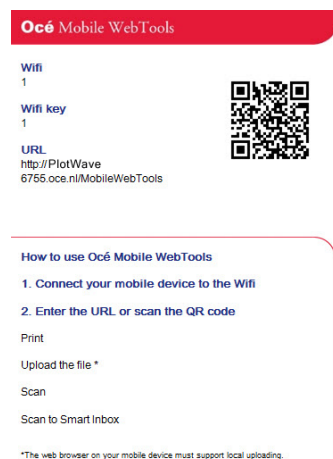 Océ Mobile WebTools
Wifi
1
Wifi key
1
URL
http://PlotWave
6755.oce.nl/MobileWebTools
How to use Océ Mobile WebTools
1. Connect your mobile device to the Wifi
2. Enter the URL or scan the QR code
Print
Upload the file *
Scan
Scan to Smart Inbox
*The web browser on your mobile device must support local uploading.